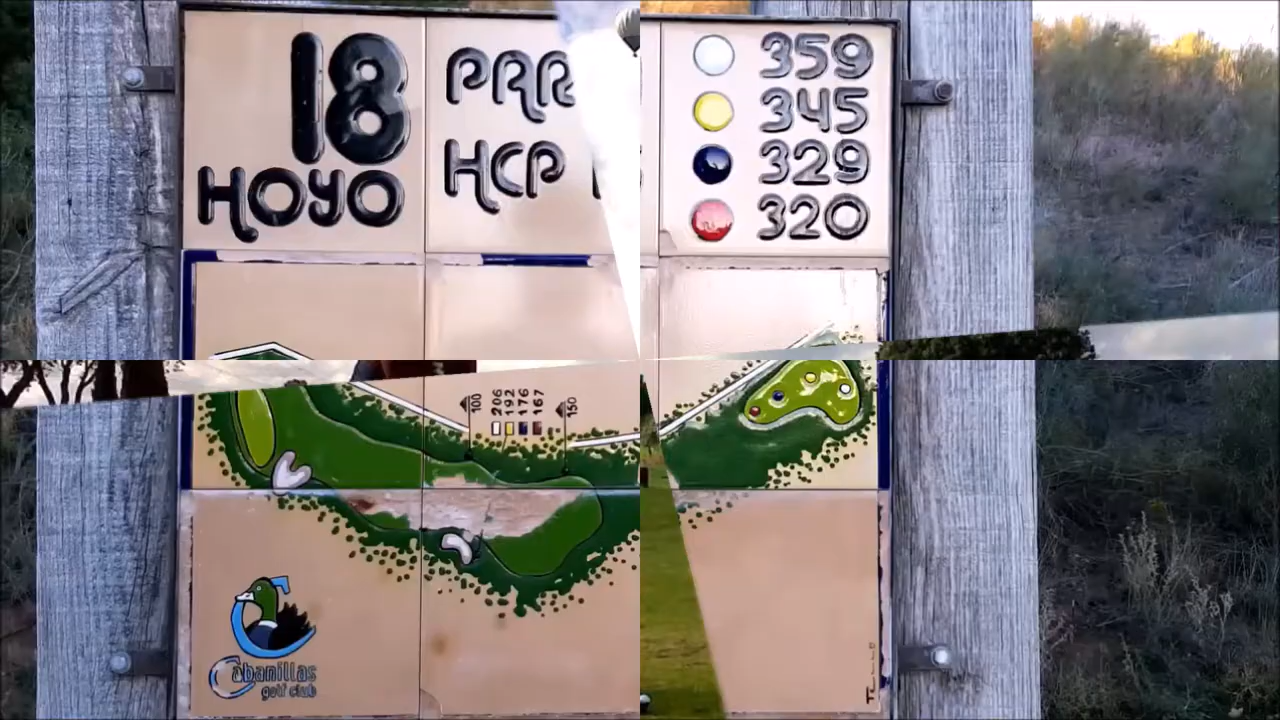 18
HOYO
PAR
HCP
359
345
329
320
100
206
192
176
167
150
Cabanillas
golf club